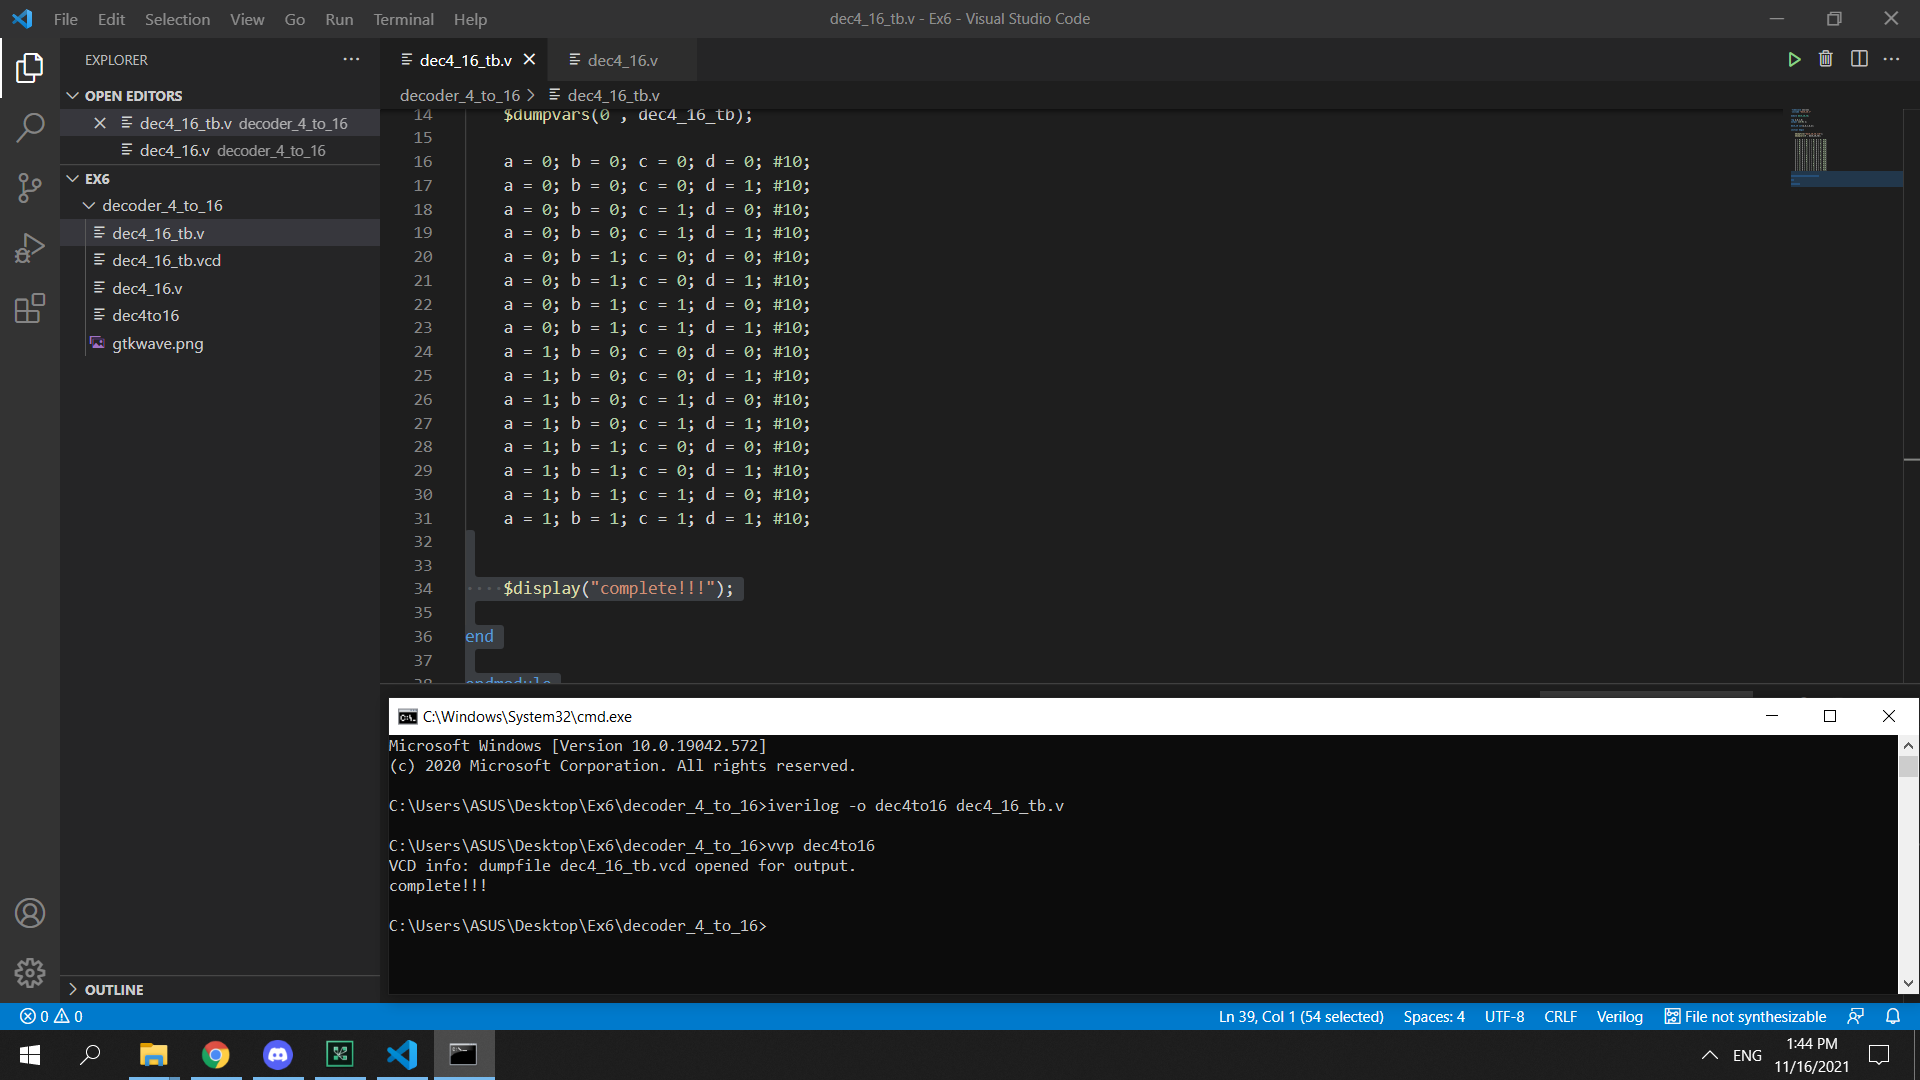 File Edit Selection View Go Run Terminal Help
dec4_16_tb.v - Ex6 - Visual Studio Code
EXPLORER
OPEN EDITORS
dec4_16_tb.v decoder_4_to_16
dec4_16.v decoder_4_to_16
EX6
decoder_4_to_16
dec4_16_tb.v
dec4_16_tb.vcd
dec4_16.v
dec4to16
gtkwave.png
OUTLINE
dec4_16_tb.v
dec4_16.v
decoder_4_to_16 > dec4_16_tb.v
14 $dumpvars(0 , dec4_16_tb);
15
16 a = 0; b = 0; c = 0; d = 0; #10;
17 a = 0; b = 0; c = 0; d = 1; #10;
18 a = 0; b = 0; c = 1; d = 0; #10;
19 a = 0; b = 0; c = 1; d = 1; #10;
20 a = 0; b = 1; c = 0; d = 0; #10;
21 a = 0; b = 1; c = 0; d = 1; #10;
22 a = 0; b = 1; c = 1; d = 0; #10;
23 a = 0; b = 1; c = 1; d = 1; #10;
24 a = 1; b = 0; c = 0; d = 0; #10;
25 a = 1; b = 0; c = 0; d = 1; #10;
26 a = 1; b = 0; c = 1; d = 0; #10;
27 a = 1; b = 0; c = 1; d = 1; #10;
28 a = 1; b = 1; c = 0; d = 0; #10;
29 a = 1; b = 1; c = 0; d = 1; #10;
30 a = 1; b = 1; c = 1; d = 0; #10;
31 a = 1; b = 1; c = 1; d = 1; #10;
32
33
34 ····$display("complete!!!");
35
36 end
37
38 endmodule
C:\Windows\System32\cmd.exe
Microsoft Windows [Version 10.0.19042.572]
(c) 2020 Microsoft Corporation. All rights reserved.
C:\Users\ASUS\Desktop\Ex6\decoder_4_to_16>iverilog -o dec4to16 dec4_16_tb.v
C:\Users\ASUS\Desktop\Ex6\decoder_4_to_16>vvp dec4to16
VCD info: dumpfile dec4_16_tb.vcd opened for output.
complete!!!
C:\Users\ASUS\Desktop\Ex6\decoder_4_to_16>
0 0
Ln 39, Col 1 (54 selected) Spaces: 4 UTF-8 CRLF Verilog File not synthesizable
ENG
1:44 PM
11/16/2021